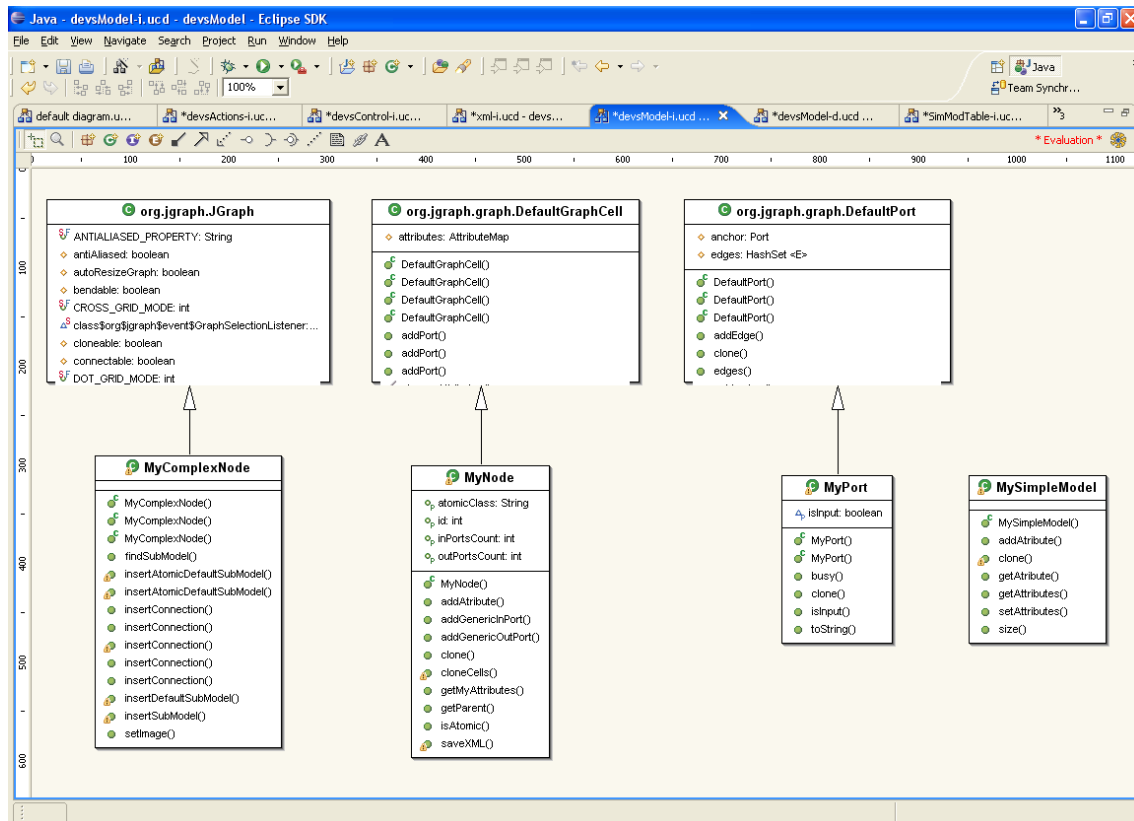 Java - devsModel-i.ucd - devsModel - Eclipse SDK
File Edit View Navigate Search Project Run Window Help
Java
100%
Team Synchr...
default diagram.u... *devsActions-i.uc... *devsControl-i.uc... *xml-i.ucd - devs... *devsModel-i.ucd ... *devsModel-d.ucd ... *SimModTable-i.uc... 3
* Evaluation *
100 200 300 400 500 600 700 800 900 1000 1100
100
200
300
400
500
600
org.jgraph.JGraph
ANTIALIASED_PROPERTY: String
antiAliased: boolean
autoResizeGraph: boolean
bendable: boolean
CROSS_GRID_MODE: int
class$org$jgraph$event$GraphSelectionListener:...
cloneable: boolean
connectable: boolean
DOT_GRID_MODE: int
org.jgraph.graph.DefaultGraphCell
attributes: AttributeMap
DefaultGraphCell()
DefaultGraphCell()
DefaultGraphCell()
DefaultGraphCell()
addPort()
addPort()
addPort()
org.jgraph.graph.DefaultPort
anchor: Port
edges: HashSet <E>
DefaultPort()
DefaultPort()
DefaultPort()
addEdge()
clone()
edges()
MyComplexNode
MyComplexNode()
MyComplexNode()
MyComplexNode()
findSubModel()
insertAtomicDefaultSubModel()
insertAtomicDefaultSubModel()
insertConnection()
insertConnection()
insertConnection()
insertConnection()
insertConnection()
insertDefaultSubModel()
insertSubModel()
setImage()
MyNode
atomicClass: String
id: int
inPortsCount: int
outPortsCount: int
MyNode()
addAtribute()
addGenericInPort()
addGenericOutPort()
clone()
cloneCells()
getMyAttributes()
getParent()
isAtomic()
saveXML()
MyPort
isInput: boolean
MyPort()
MyPort()
busy()
clone()
isInput()
toString()
MySimpleModel
MySimpleModel()
addAtribute()
clone()
getAtribute()
getAttributes()
setAttributes()
size()